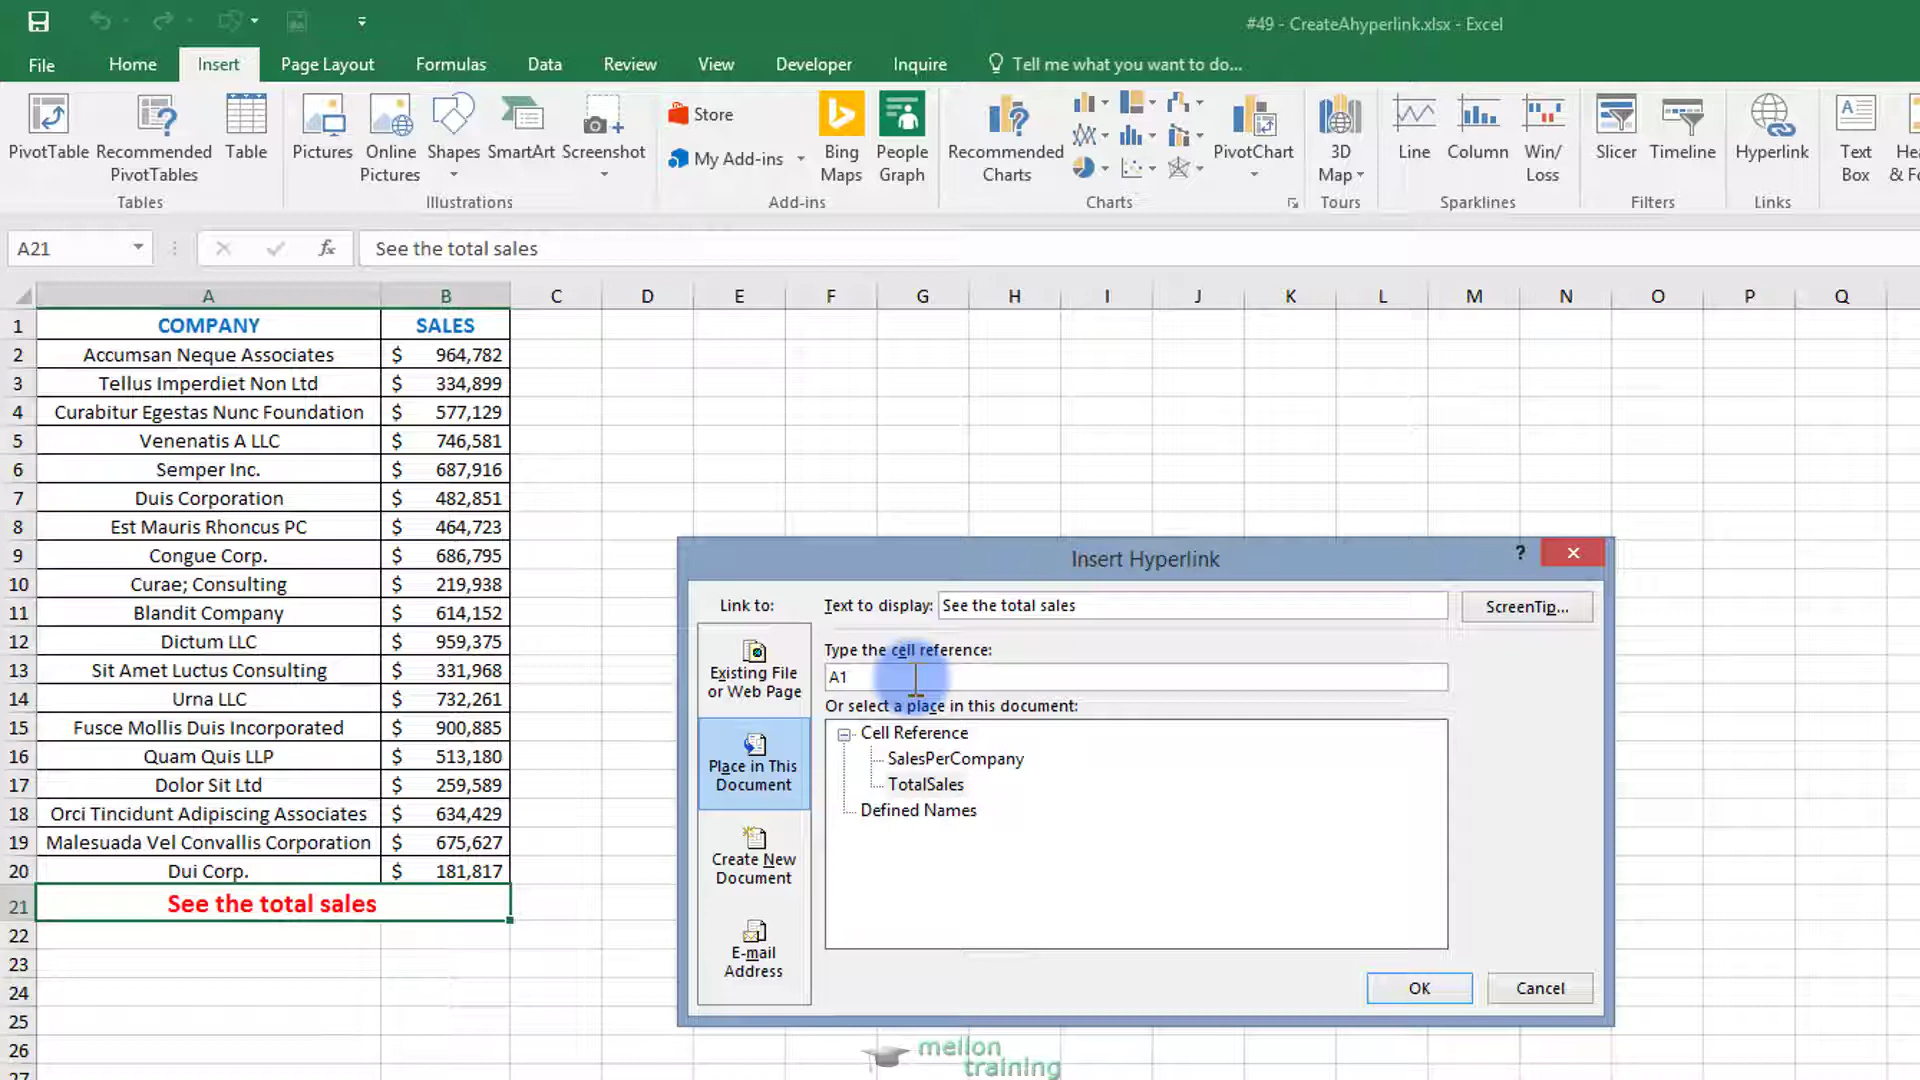 #49 - CreateAhyperlink.xlsx - Excel
File Home Insert Page Layout Formulas Data Review View Developer Inquire Tell me what you want to do...
PivotTable
Recommended
PivotTables
Table
Tables
Pictures
Online
Pictures
Shapes
SmartArt
Screenshot
Illustrations
Store
My Add-ins
Bing
Maps
People
Graph
Add-ins
Recommended
Charts
PivotChart
Charts
3D
Map
Tours
Line
Column
Win/
Loss
Sparklines
Slicer
Timeline
Filters
Hyperlink
Links
Text
Box
A21 fx See the total sales
A B C D E F G H I J K L M N O P Q
1 COMPANY SALES
2 Accumsan Neque Associates $ 964,782
3 Tellus Imperdiet Non Ltd $ 334,899
4 Curabitur Egestas Nunc Foundation $ 577,129
5 Venenatis A LLC $ 746,581
6 Semper Inc. $ 687,916
7 Duis Corporation $ 482,851
8 Est Mauris Rhoncus PC $ 464,723
9 Congue Corp. $ 686,795
10 Curae; Consulting $ 219,938
11 Blandit Company $ 614,152
12 Dictum LLC $ 959,375
13 Sit Amet Luctus Consulting $ 331,968
14 Urna LLC $ 732,261
15 Fusce Mollis Duis Incorporated $ 900,885
16 Quam Quis LLP $ 513,180
17 Dolor Sit Ltd $ 259,589
18 Orci Tincidunt Adipiscing Associates $ 634,429
19 Malesuada Vel Convallis Corporation $ 675,627
20 Dui Corp. $ 181,817
21 See the total sales
22
23
24
25
26
27
Insert Hyperlink ?
Link to:
Text to display: See the total sales
ScreenTip...
Existing File
or Web Page
Place in This
Document
Create New
Document
E-mail
Address
Type the cell reference:
A1
Or select a place in this document:
Cell Reference
SalesPerCompany
TotalSales
Defined Names
OK Cancel
mellon
training